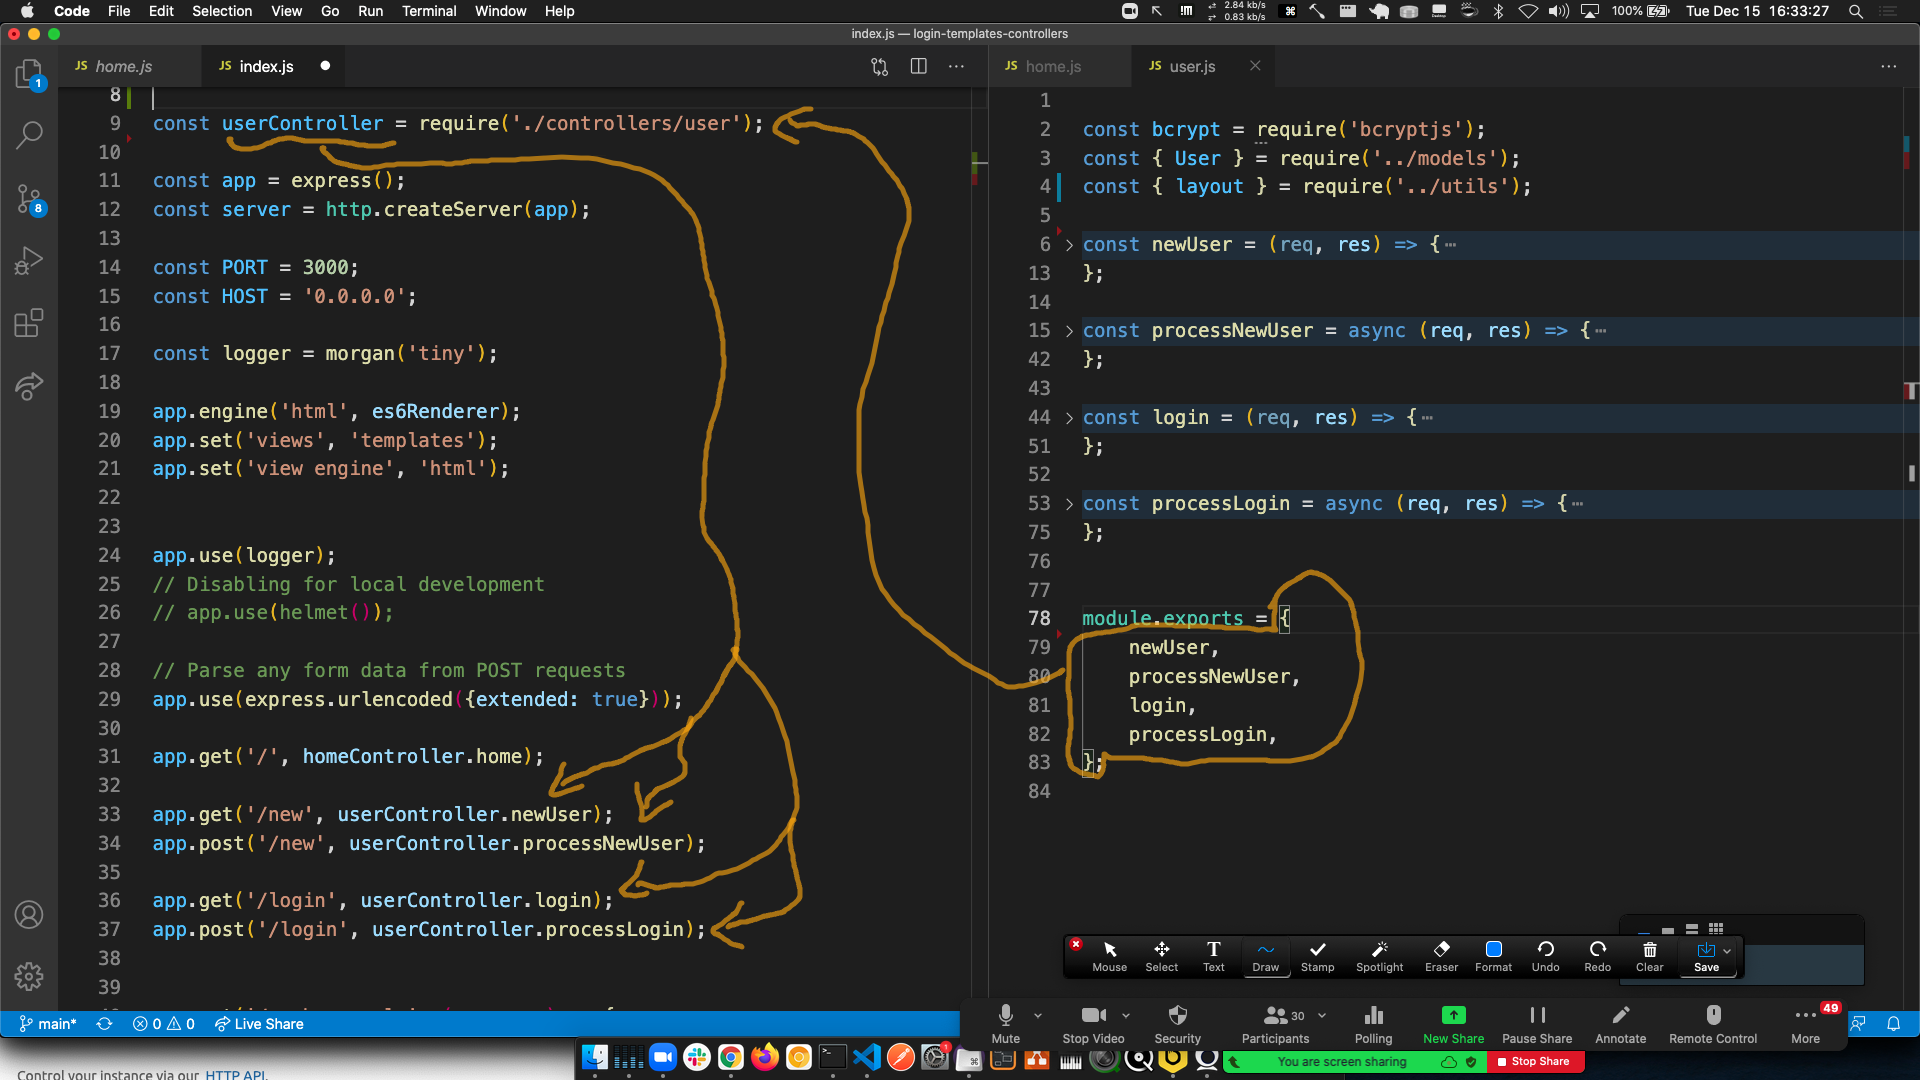 Code File Edit Selection View Go Run Terminal Window Help
2.84 kb/s
0.83 kb/s
100%
Tue Dec 15 16:33:27
index.js — login-templates-controllers
JS home.js
JS index.js
8
9 const userController = require('./controllers/user');
10
11 const app = express();
12 const server = http.createServer(app);
13
14 const PORT = 3000;
15 const HOST = '0.0.0.0';
16
17 const logger = morgan('tiny');
18
19 app.engine('html', es6Renderer);
20 app.set('views', 'templates');
21 app.set('view engine', 'html');
22
23
24 app.use(logger);
25 // Disabling for local development
26 // app.use(helmet());
27
28 // Parse any form data from POST requests
29 app.use(express.urlencoded({extended: true}));
30
31 app.get('/', homeController.home);
32
33 app.get('/new', userController.newUser);
34 app.post('/new', userController.processNewUser);
35
36 app.get('/login', userController.login);
37 app.post('/login', userController.processLogin);
38
39
JS home.js
JS user.js
1
2 const bcrypt = require('bcryptjs');
3 const { User } = require('../models');
4 const { layout } = require('../utils');
5
6 const newUser = (req, res) => {…
13 };
14
15 const processNewUser = async (req, res) => {…
42 };
43
44 const login = (req, res) => {…
51 };
52
53 const processLogin = async (req, res) => {…
75 };
76
77
78 module.exports = {
79 newUser,
80 processNewUser,
81 login,
82 processLogin,
83 };
84
1
8
Mouse Select Text Draw Stamp Spotlight Eraser Format Undo Redo Clear Save
main* 0 0 Live Share
30
49
Mute Stop Video Security Participants Polling New Share Pause Share Annotate Remote Control More
1
You are screen sharing
Stop Share
Control your instance via our HTTP API.